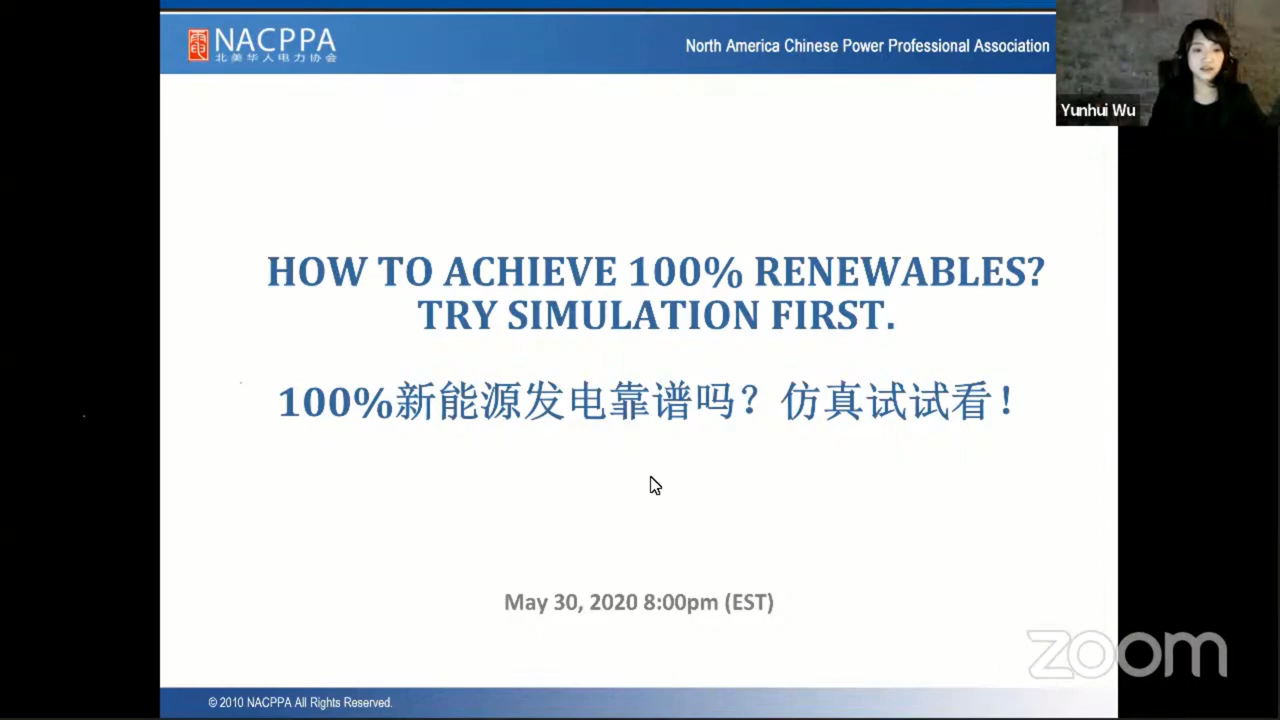 NACPPA
北美华人电力协会
North America Chinese Power Professional Association
Yunhui Wu
HOW TO ACHIEVE 100% RENEWABLES?
TRY SIMULATION FIRST.
100%新能源发电靠谱吗？仿真试试看！
May 30, 2020 8:00pm (EST)
zoom
© 2010 NACPPA All Rights Reserved.